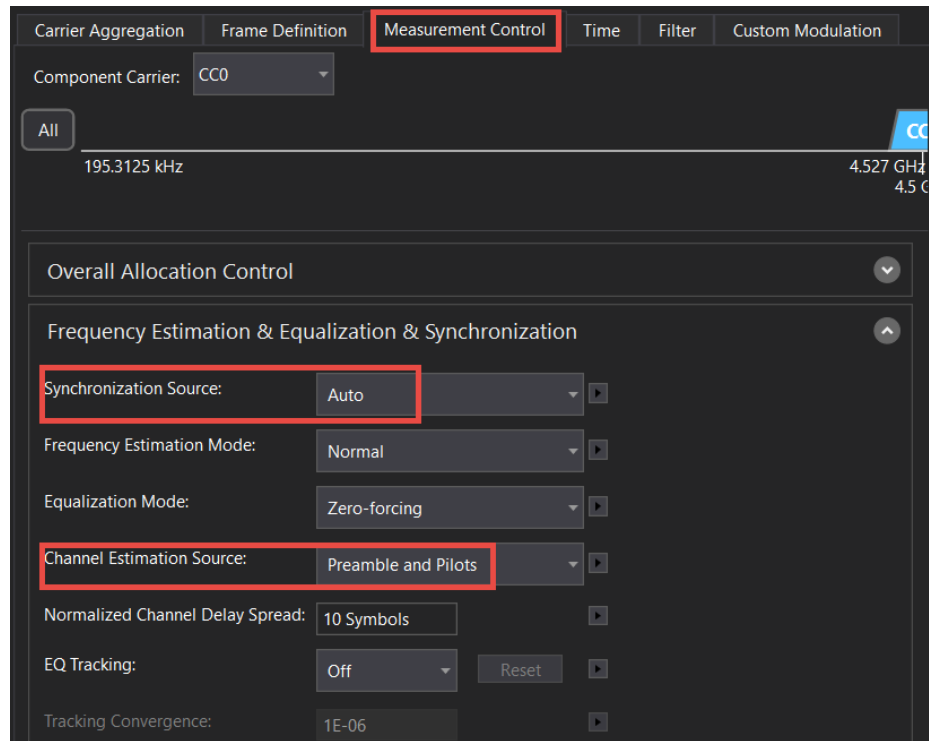 Carrier Aggregation Frame Definition Measurement Control Time Filter Custom Modulation
Component Carrier: CC0
All CC
195.3125 kHz 4.527 GHz
4.5
Overall Allocation Control
Frequency Estimation & Equalization & Synchronization
Synchronization Source: Auto
Frequency Estimation Mode: Normal
Equalization Mode: Zero-forcing
Channel Estimation Source: Preamble and Pilots
Normalized Channel Delay Spread: 10 Symbols
EQ Tracking: Off Reset
Tracking Convergence: 1E-06